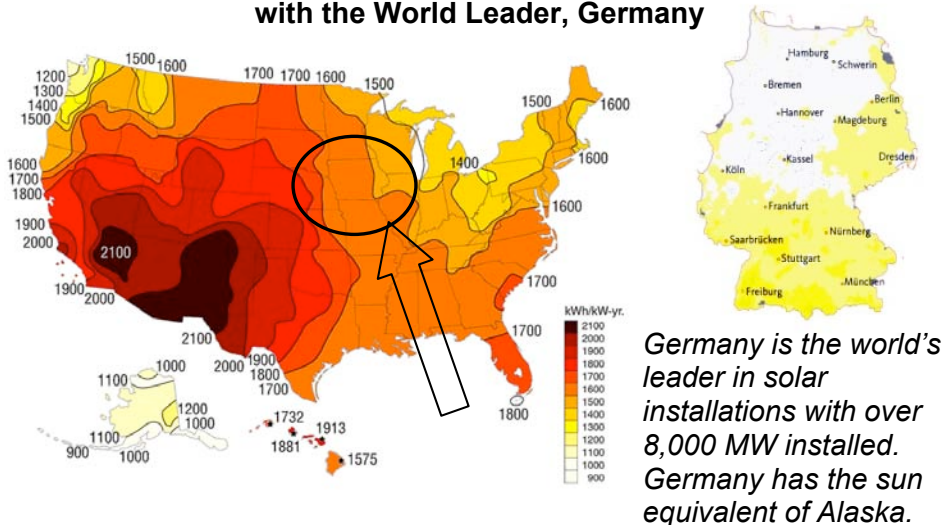 with the World Leader, Germany
1500
1600
1700 1700 1600
1500
1200
1300
1400
1500
1600
1700
1800
1900
2000
1900
2000
2100
2100
2000
1900
1800
1700
1400
1500
1600
1600
1600
1700
1700
1800
kWh/kW-yr.
2100
2000
1900
1800
1700
1600
1500
1400
1300
1200
1100
1000
900
1000
1100
1200
1000
1100
900
1000
1732
1913
1881
1575
Hamburg
Schwerin
Bremen
Berlin
Hannover
Magdeburg
Kassel
Dresden
Köln
Frankfurt
Nürnberg
Saarbrücken
Stuttgart
München
Freiburg
Germany is the world's
leader in solar
installations with over
8,000 MW installed.
Germany has the sun
equivalent of Alaska.